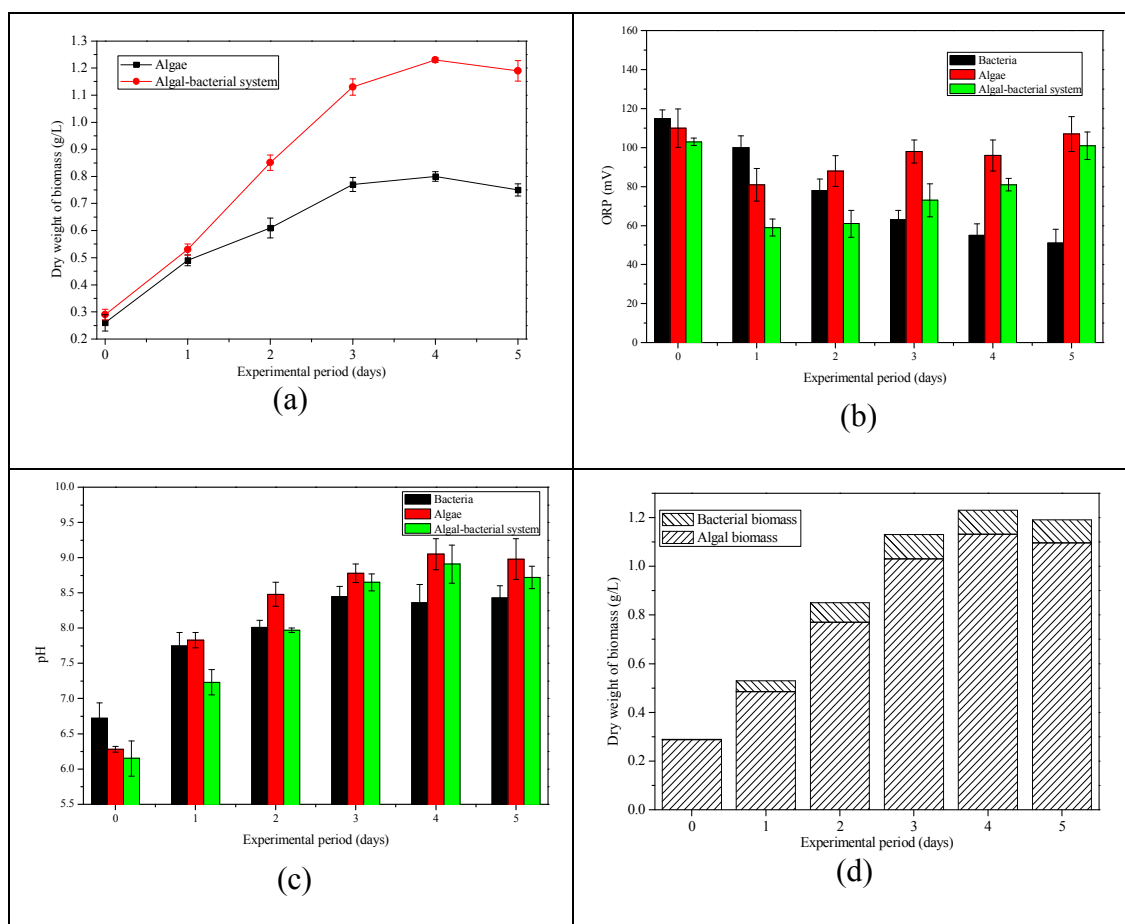 1.3
1.2
1.1
1.0
0.9
0.8
0.7
0.6
0.5
0.4
0.3
0.2
Dry weight of biomass (g/L)
Algae
Algal-bacterial system
0 1 2 3 4 5
Experimental period (days)
(a)
160
140
120
100
80
60
40
20
0
ORP (mV)
Bacteria
Algae
Algal-bacterial system
0 1 2 3 4 5
Experimental period (days)
(b)
10.0
9.5
9.0
8.5
8.0
7.5
7.0
6.5
6.0
5.5
pH
Bacteria
Algae
Algal-bacterial system
0 1 2 3 4 5
Experimental period (days)
(c)
1.2
1.0
0.8
0.6
0.4
0.2
0.0
Dry weight of biomass (g/L)
Bacterial biomass
Algal biomass
0 1 2 3 4 5
Experimental period (days)
(d)